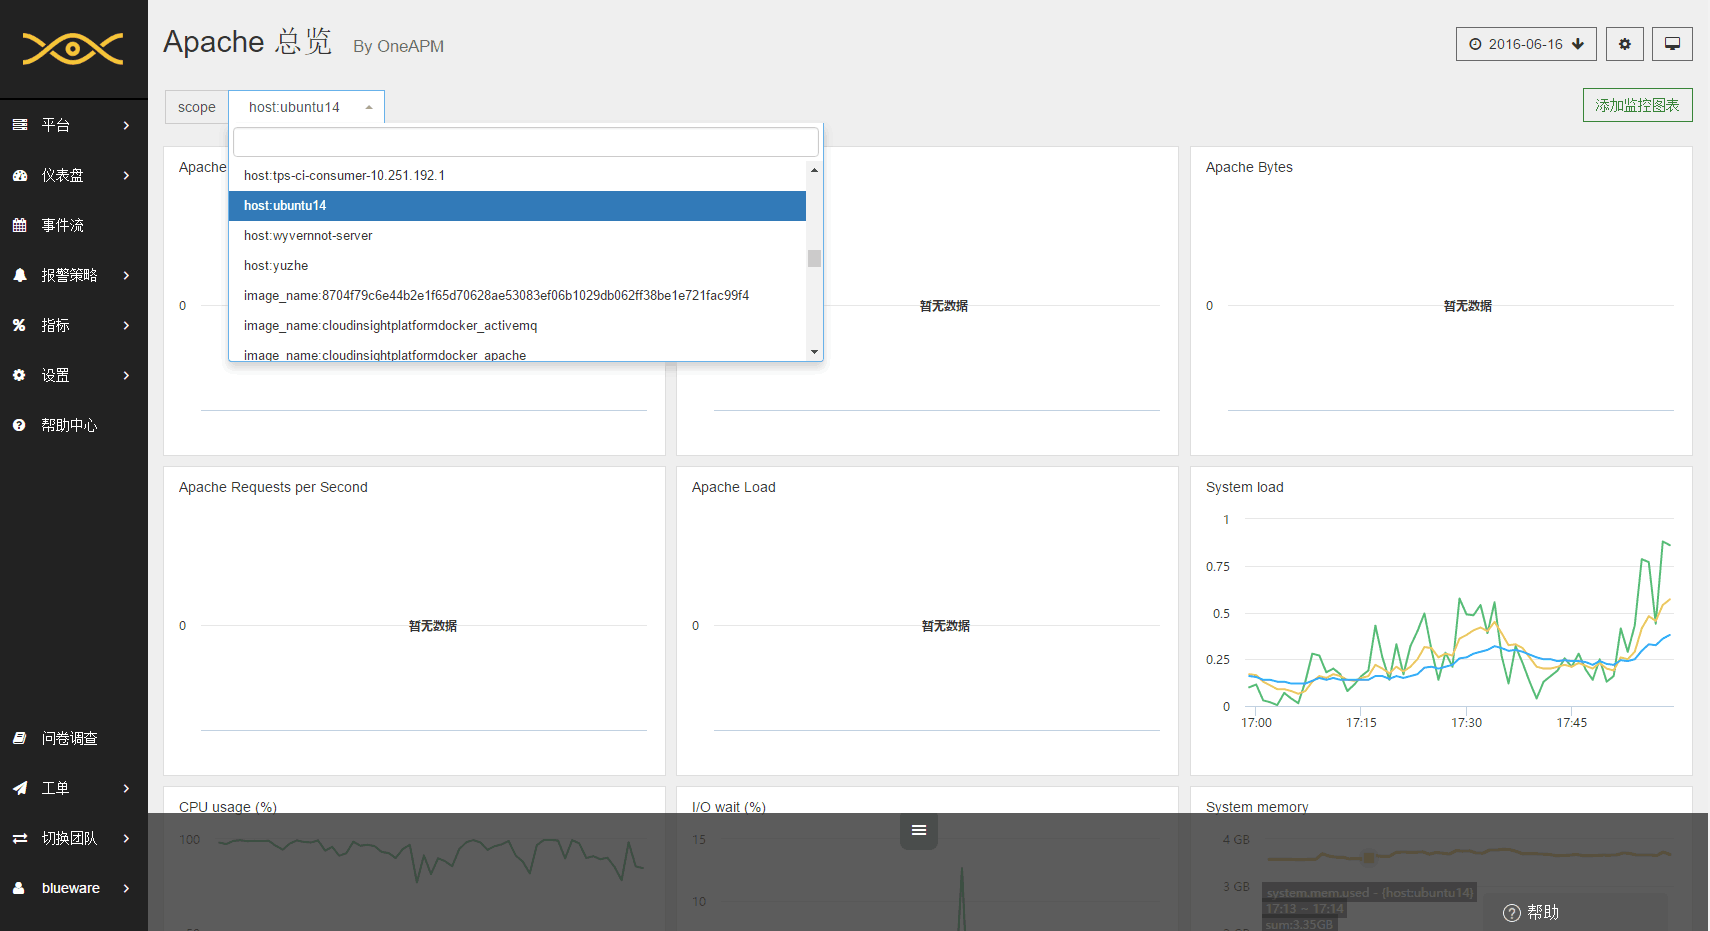 Apache 总览 By OneAPM
2016-06-16
scope
host:ubuntu14
添加监控图表
平台
仪表盘
事件流
报警策略
指标
设置
帮助中心
问卷调查
工单
切换团队
blueware
host:tps-ci-consumer-10.251.192.1
host:ubuntu14
host:wyvernnot-server
host:yuzhe
image_name:8704f79c6e44b2e1f65d70628ae53083ef06b1029db062ff38be1e721fac99f4
image_name:cloudinsightplatformdocker_activemq
image_name:cloudinsightplatformdocker_apache
Apache
0
暂无数据
Apache Bytes
0
暂无数据
Apache Requests per Second
0
暂无数据
Apache Load
0
暂无数据
System load
1
0.75
0.5
0.25
0
17:00 17:15 17:30 17:45
CPU usage (%)
100
I/O wait (%)
15
10
System memory
4 GB
3 GB
system.mem.used - {host:ubuntu14}
17:13 ~ 17:14
sum:3.35GB
帮助